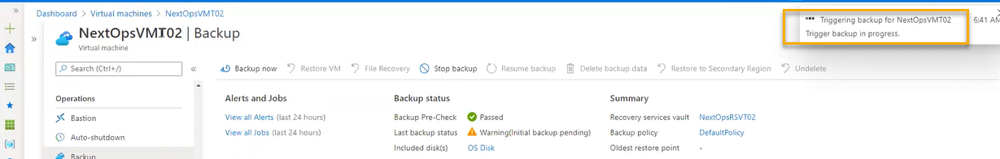 Dashboard > Virtual machines > NextOpsVMT02
Triggering backup for NextOpsVMT02 6:41 AM
Trigger backup in progress.
NextOpsVMT02 | Backup
Virtual machine
Search (Ctrl+/)
Backup now Restore VM File Recovery Stop backup Resume backup Delete backup data Restore to Secondary Region Undelete
Operations
Bastion
Auto-shutdown
Backup
Alerts and Jobs
View all Alerts (last 24 hours)
View all Jobs (last 24 hours)
Backup status
Backup Pre-Check Passed
Last backup status Warning(Initial backup pending)
Included disk(s) OS Disk
Summary
Recovery services vault NextOpsRSVT02
Backup policy DefaultPolicy
Oldest restore point -